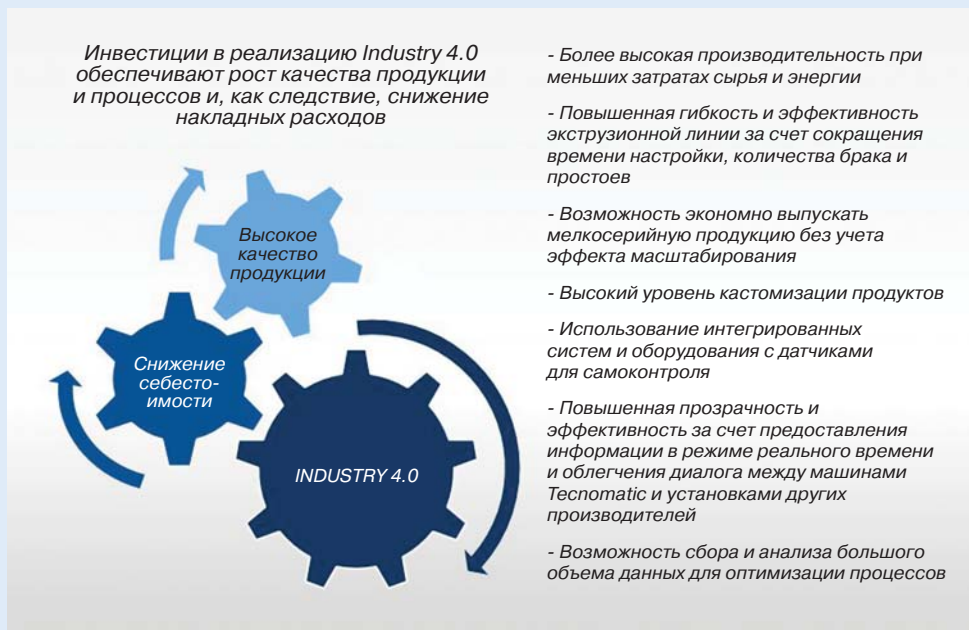 Инвестиции в реализацию Industry 4.0
обеспечивают рост качества продукции
и процессов и, как следствие, снижение
накладных расходов
Высокое
качество
продукции
Снижение
себесто-
имости
INDUSTRY 4.0
- Более высокая производительность при
меньших затратах сырья и энергии
- Повышенная гибкость и эффективность
экструзионной линии за счет сокращения
времени настройки, количества брака и
простоев
- Возможность экономно выпускать
мелкосерийную продукцию без учета
эффекта масштабирования
- Высокий уровень кастомизации продуктов
- Использование интегрированных
систем и оборудования с датчиками
для самоконтроля
- Повышенная прозрачность и
эффективность за счет предоставления
информации в режиме реального времени
и облегчения диалога между машинами
Tecnomatic и установками других
производителей
- Возможность сбора и анализа большого
объема данных для оптимизации процессов